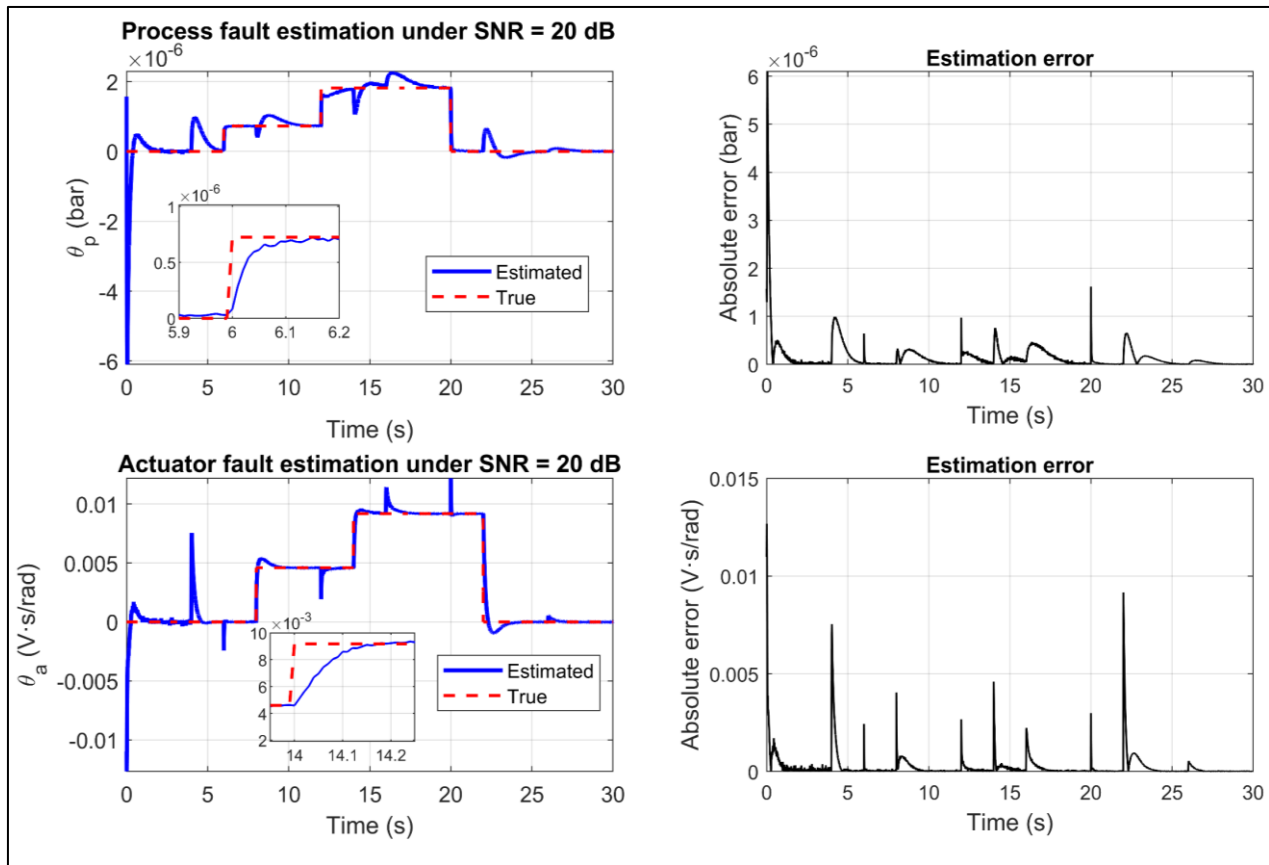 Process fault estimation under SNR = 20 dB
×10⁻⁶
2
0
-2
-4
-6
θp (bar)
×10⁻⁶
1
0.5
0
5.9 6 6.1 6.2
Estimated
True
0 5 10 15 20 25 30
Time (s)
Estimation error
×10⁻⁶
6
5
4
3
2
1
0
Absolute error (bar)
0 5 10 15 20 25 30
Time (s)
Actuator fault estimation under SNR = 20 dB
0.01
0.005
0
-0.005
-0.01
θa (V·s/rad)
10 ×10⁻³
8
6
4
2
14 14.1 14.2
Estimated
True
0 5 10 15 20 25 30
Time (s)
Estimation error
0.015
0.01
0.005
0
Absolute error (V·s/rad)
0 5 10 15 20 25 30
Time (s)